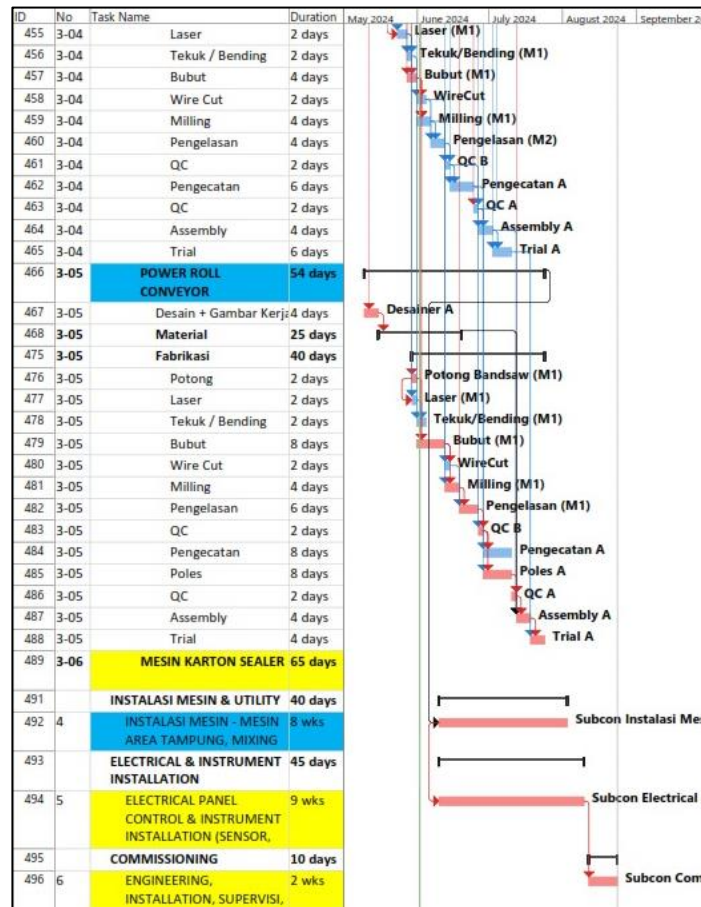 ID No Task Name Duration May 2024 June 2024 July 2024 August 2024 September
455 3-04 Laser 2 days Laser (M1)
456 3-04 Tekuk / Bending 2 days Tekuk/Bending (M1)
457 3-04 Bubut 4 days Bubut (M1)
458 3-04 Wire Cut 2 days WireCut
459 3-04 Milling 4 days Milling (M1)
460 3-04 Pengelasan 4 days Pengelasan (M2)
461 3-04 QC 2 days QC B
462 3-04 Pengecatan 6 days Pengecatan A
463 3-04 QC 2 days QC A
464 3-04 Assembly 4 days Assembly A
465 3-04 Trial 6 days Trial A
466 3-05 POWER ROLL 54 days
CONVEYOR
467 3-05 Desain + Gambar Kerja 4 days Desainer A
468 3-05 Material 25 days
475 3-05 Fabrikasi 40 days
476 3-05 Potong 2 days Potong Bandsaw (M1)
477 3-05 Laser 2 days Laser (M1)
478 3-05 Tekuk / Bending 2 days Tekuk/Bending (M1)
479 3-05 Bubut 8 days Bubut (M1)
480 3-05 Wire Cut 2 days WireCut
481 3-05 Milling 4 days Milling (M1)
482 3-05 Pengelasan 6 days Pengelasan (M1)
483 3-05 QC 2 days QC B
484 3-05 Pengecatan 8 days Pengecatan A
485 3-05 Poles 8 days Poles A
486 3-05 QC 2 days QC A
487 3-05 Assembly 4 days Assembly A
488 3-05 Trial 4 days Trial A
489 3-06 MESIN KARTON SEALER 65 days
491 INSTALASI MESIN & UTILITY 40 days
492 4 INSTALASI MESIN - MESIN 8 wks Subcon Instalasi Mes
AREA TAMPUNG, MIXING
493 ELECTRICAL & INSTRUMENT 45 days
INSTALLATION
494 5 ELECTRICAL PANEL 9 wks Subcon Electrical
CONTROL & INSTRUMENT
INSTALLATION (SENSOR,
495 COMMISSIONING 10 days
496 6 ENGINEERING, 2 wks Subcon Com
INSTALLATION, SUPERVISI,